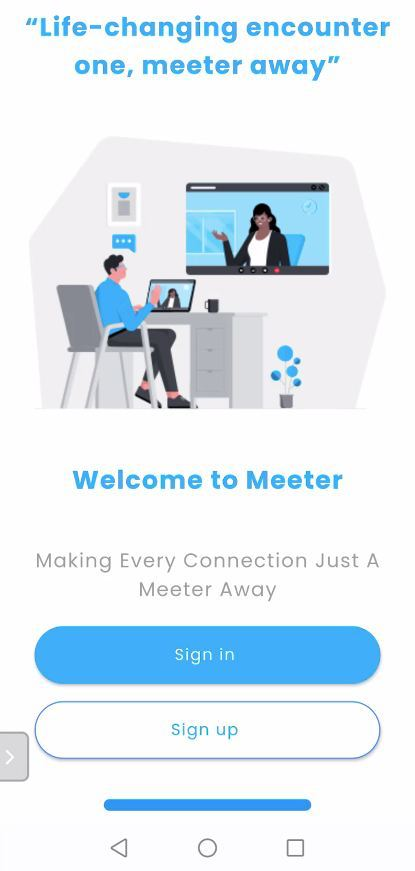 “Life-changing encounter
one, meeter away”
Welcome to Meeter
Making Every Connection Just A
Meeter Away
Sign in
Sign up